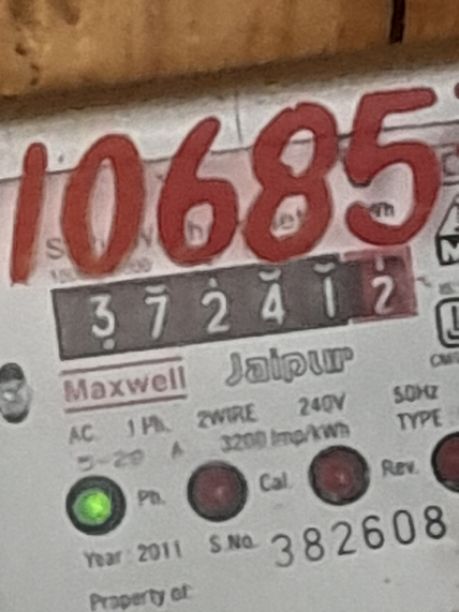 10685
372412
Maxwell Jaipur
AC 1 Ph. 2WIRE 240V 50HZ
5-20 A 3200 Imp/kWh TYPE
Ph. Cal. Rev.
Year: 2011 S.No. 382608
Property of: